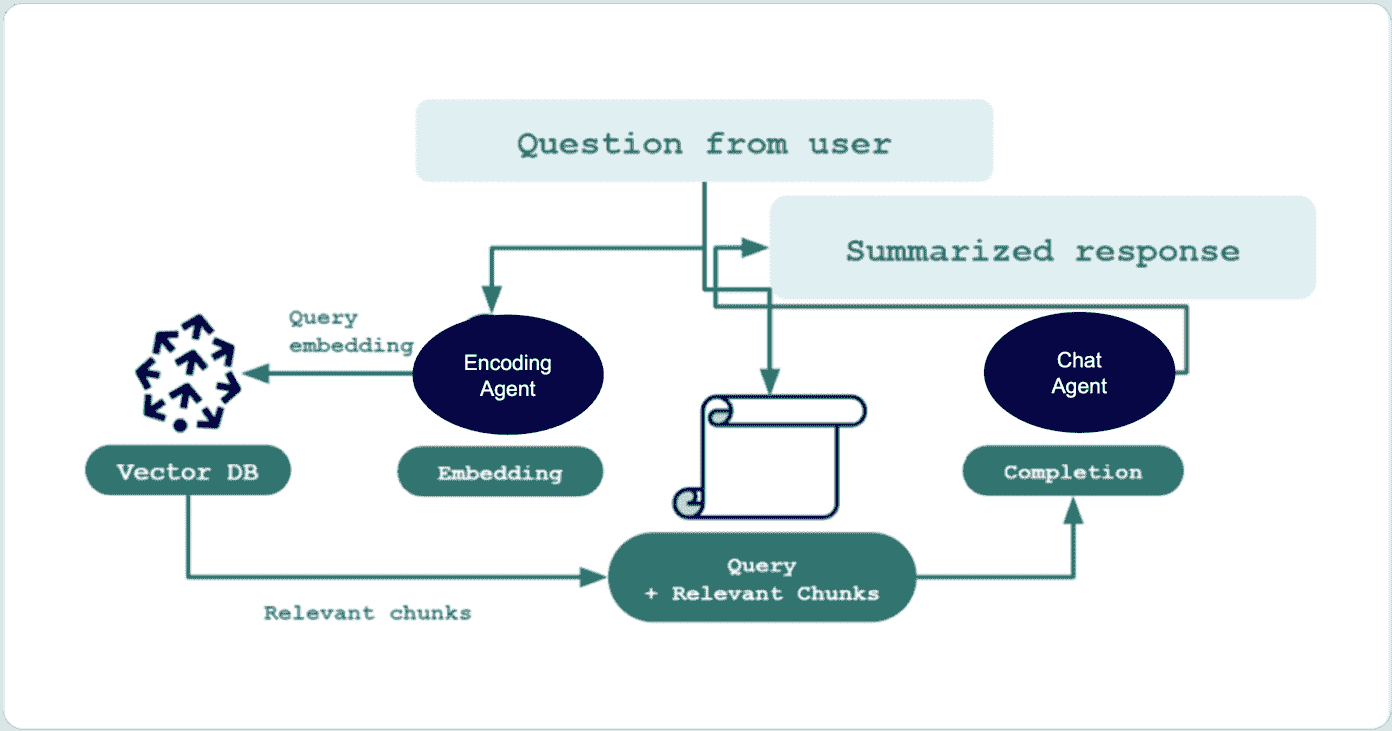 Question from user
Summarized response
Query
embedding
Encoding
Agent
Chat
Agent
Vector DB
Embedding
Completion
Query
+ Relevant Chunks
Relevant chunks